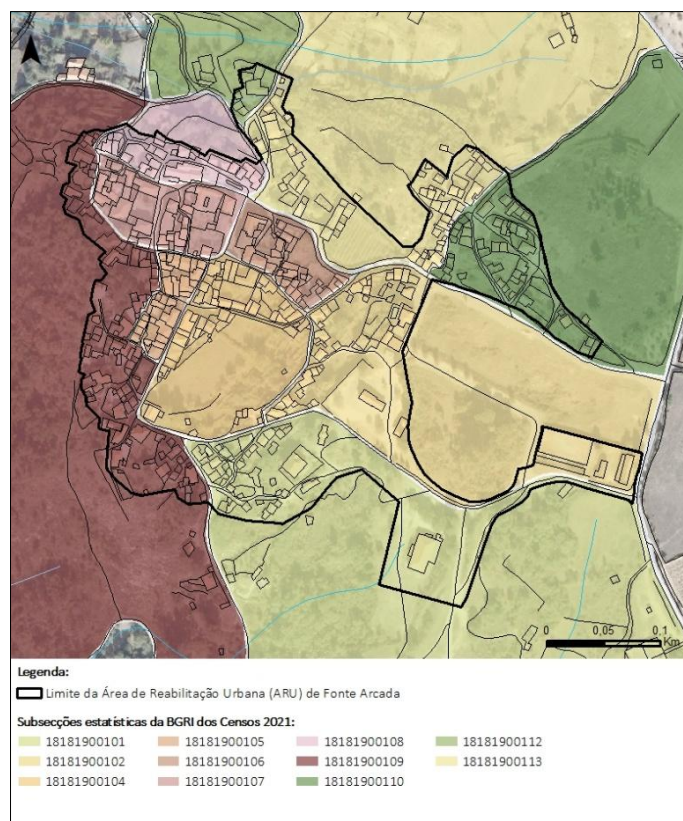 0 0,05 0,1
Km
Legenda:
Limite da Área de Reabilitação Urbana (ARU) de Fonte Arcada
Subsecções estatísticas da BGRI dos Censos 2021:
18181900101 18181900105 18181900108 18181900112
18181900102 18181900106 18181900109 18181900113
18181900104 18181900107 18181900110